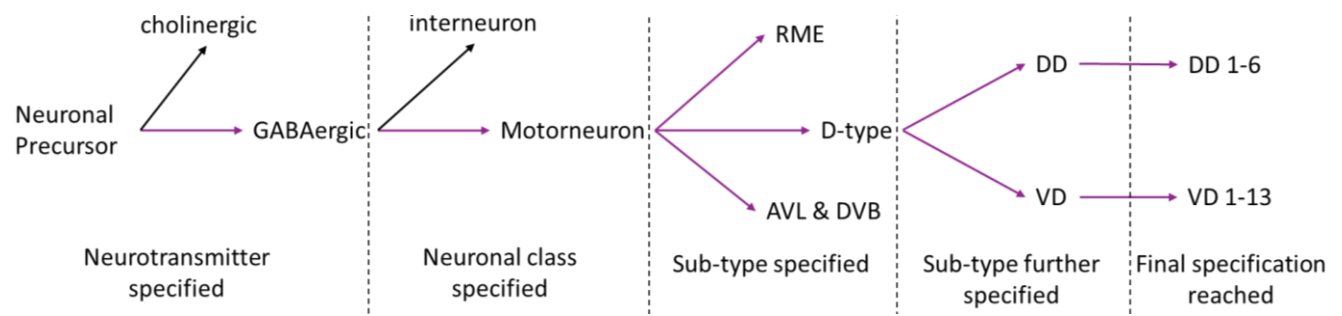 cholinergic
interneuron
RME
DD
DD 1-6
Neuronal
Precursor
GABAergic
Motorneuron
D-type
AVL & DVB
VD
VD 1-13
Neurotransmitter
specified
Neuronal class
specified
Sub-type specified
Sub-type further
specified
Final specification
reached